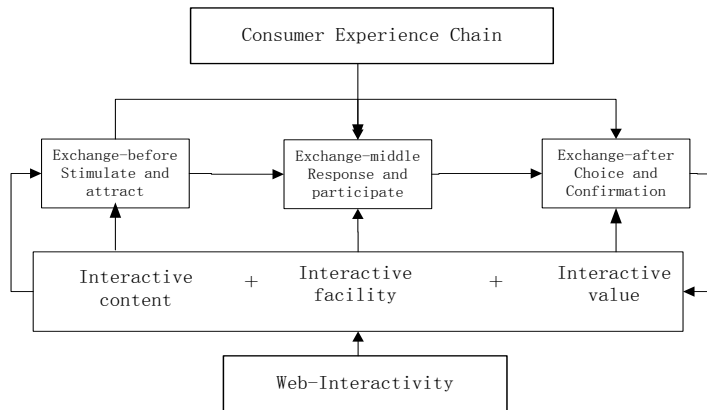 Consumer Experience Chain
Exchange-before
Stimulate and
attract
Exchange-middle
Response and
participate
Exchange-after
Choice and
Confirmation
Interactive
content
+
Interactive
facility
+
Interactive
value
Web-Interactivity